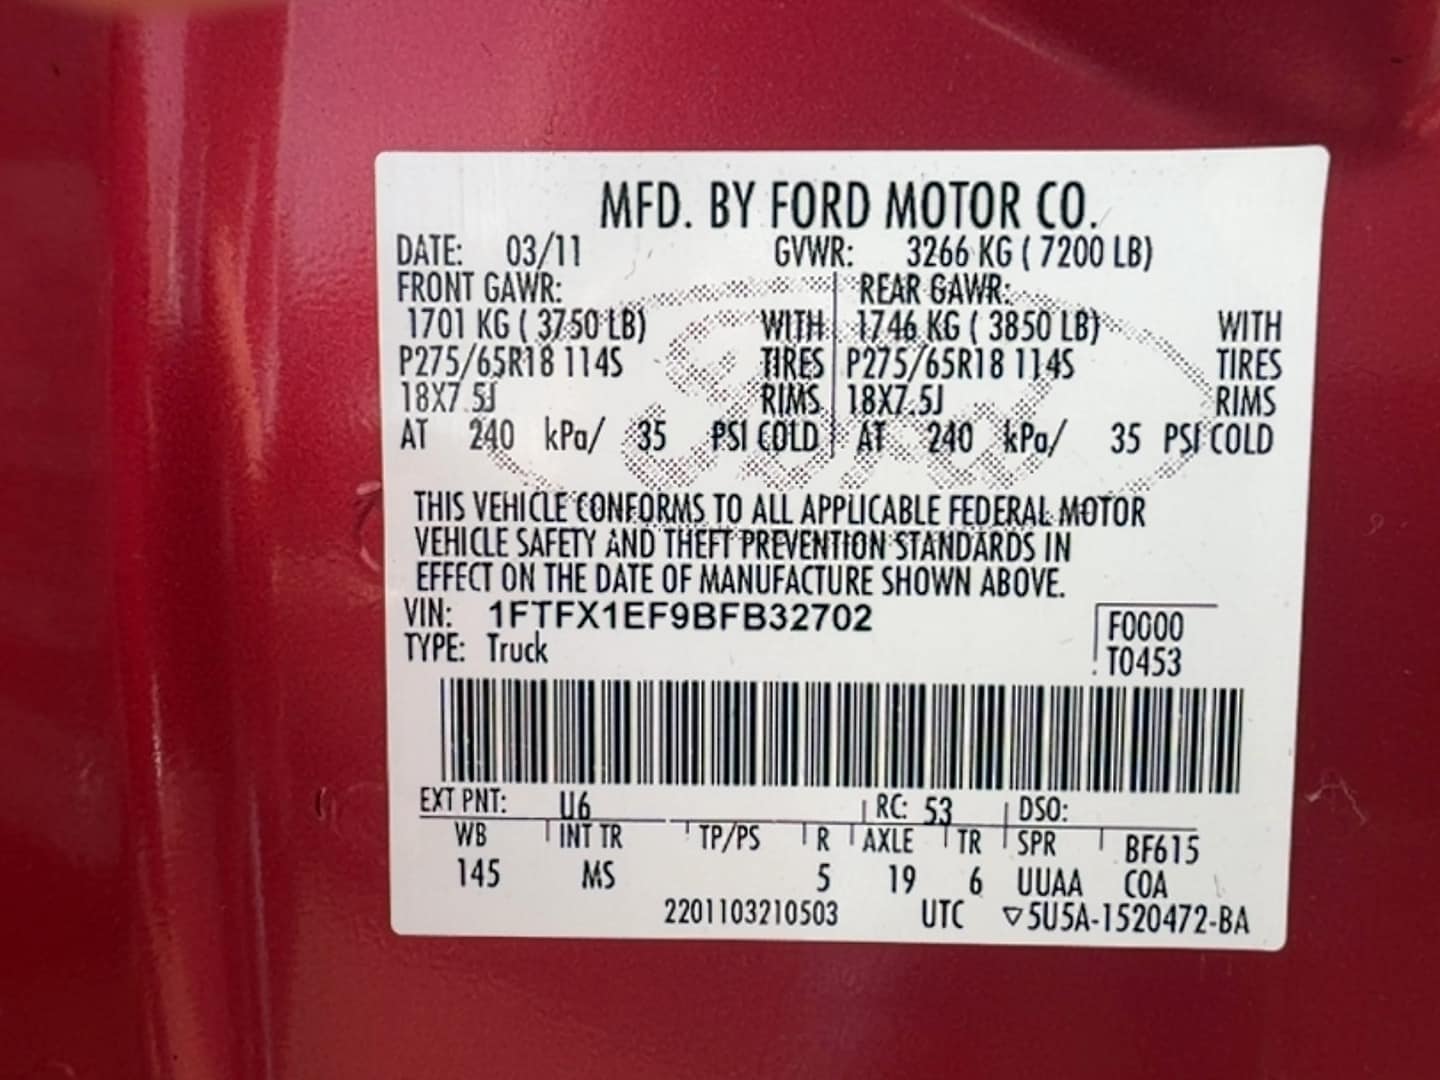 MFD. BY FORD MOTOR CO.
DATE: 03/11 GVWR: 3266 KG ( 7200 LB)
FRONT GAWR: REAR GAWR:
1701 KG ( 3750 LB) WITH 1746 KG ( 3850 LB) WITH
P275/65R18 114S TIRES P275/65R18 114S TIRES
18X7.5J RIMS 18X7.5J RIMS
AT 240 kPa/ 35 PSI COLD AT 240 kPa/ 35 PSI COLD
Ford
THIS VEHICLE CONFORMS TO ALL APPLICABLE FEDERAL MOTOR
VEHICLE SAFETY AND THEFT PREVENTION STANDARDS IN
EFFECT ON THE DATE OF MANUFACTURE SHOWN ABOVE.
VIN: 1FTFX1EF9BFB32702 F0000
TYPE: Truck T0453
EXT PNT: U6 RC: 53 DSO:
WB INT TR TP/PS R AXLE TR SPR BF615
145 MS 5 19 6 UUAA COA
2201103210503 UTC ▽5U5A-1520472-BA